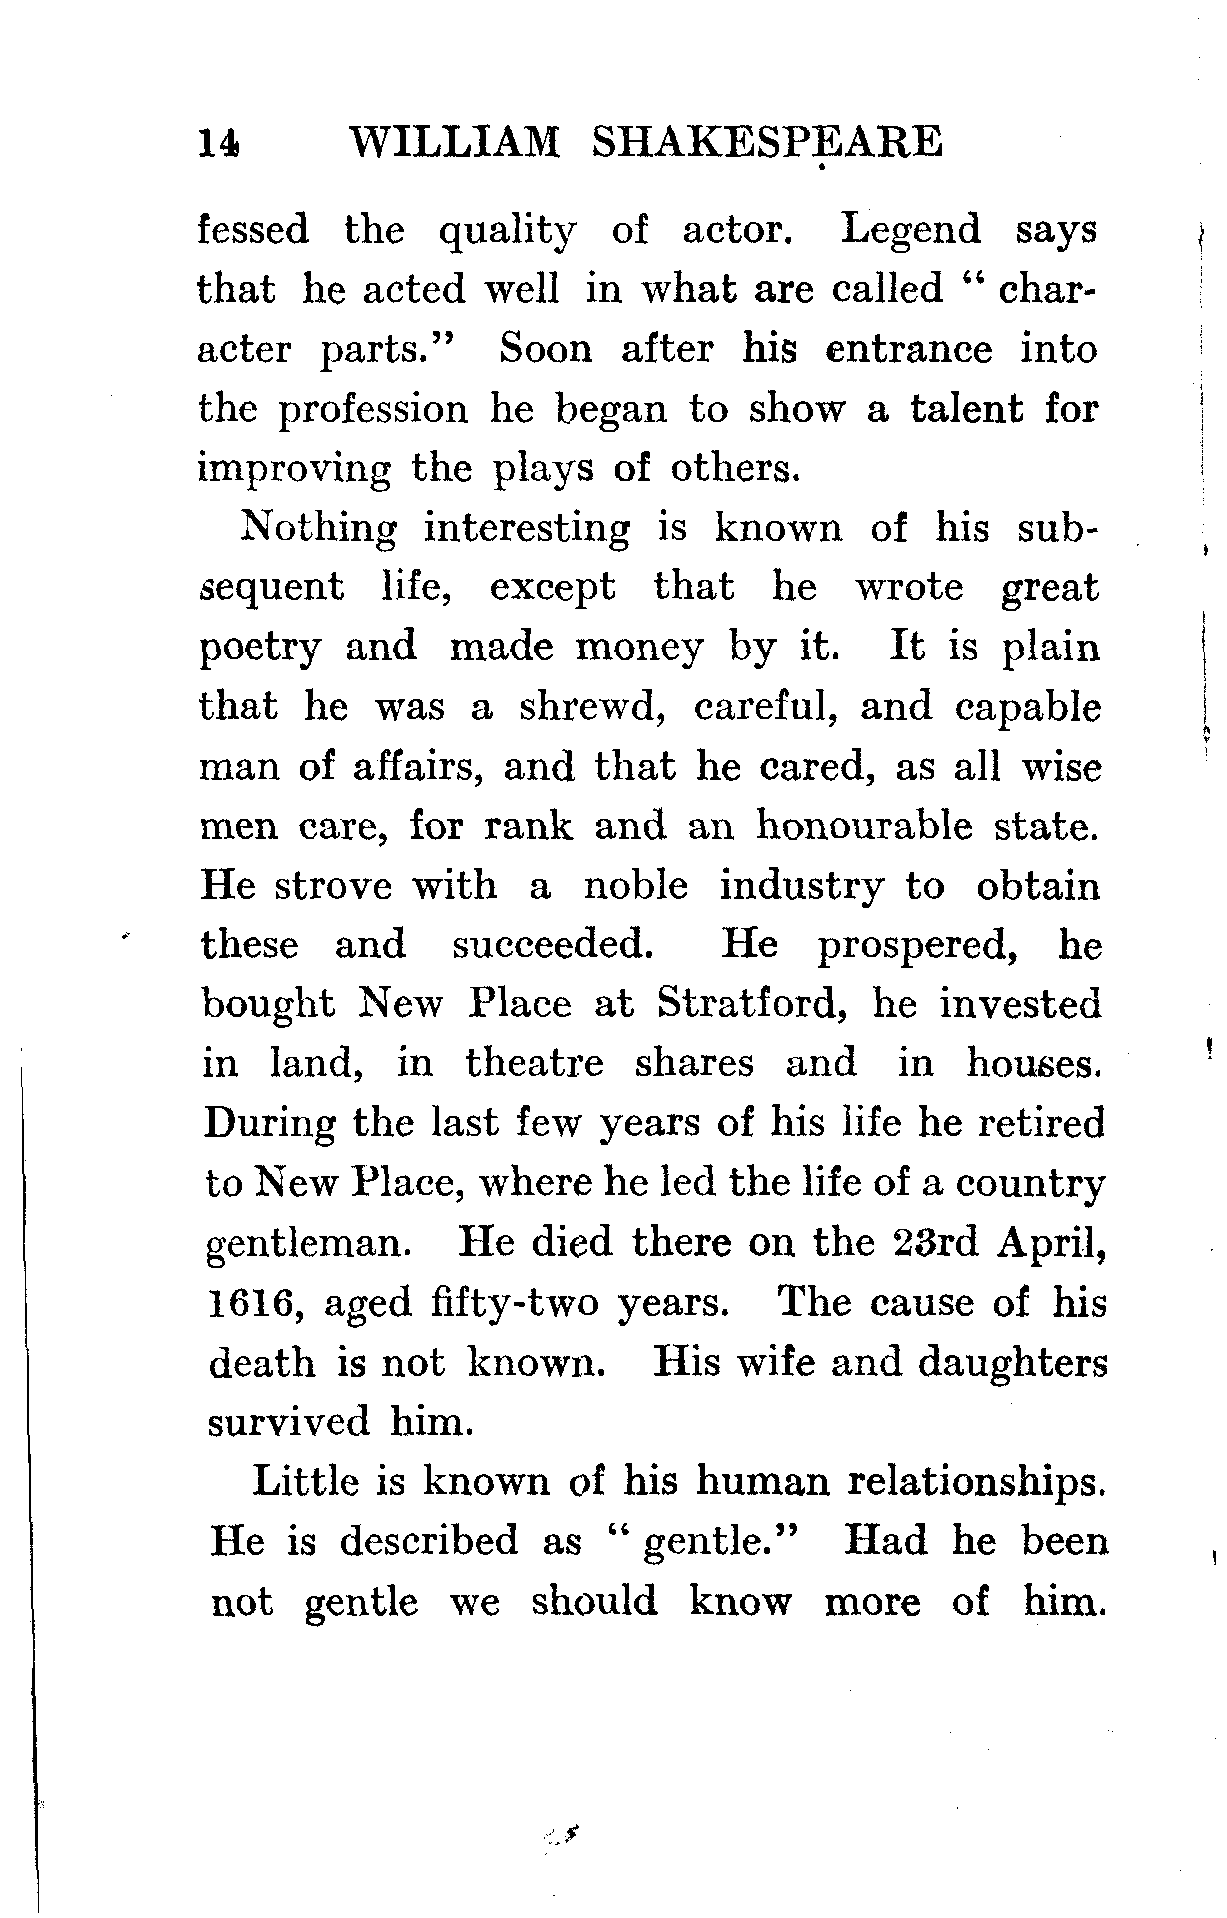 14 WILLIAM SHAKESPEARE
fessed the quality of actor. Legend says
that he acted well in what are called “ char-
acter parts.” Soon after his entrance into
the profession he began to show a talent for
improving the plays of others.
Nothing interesting is known of his sub-
sequent life, except that he wrote great
poetry and made money by it. It is plain
that he was a shrewd, careful, and capable
man of affairs, and that he cared, as all wise
men care, for rank and an honourable state.
He strove with a noble industry to obtain
these and succeeded. He prospered, he
bought New Place at Stratford, he invested
in land, in theatre shares and in houses.
During the last few years of his life he retired
to New Place, where he led the life of a country
gentleman. He died there on the 23rd April,
1616, aged fifty-two years. The cause of his
death is not known. His wife and daughters
survived him.
Little is known of his human relationships.
He is described as “ gentle.” Had he been
not gentle we should know more of him.